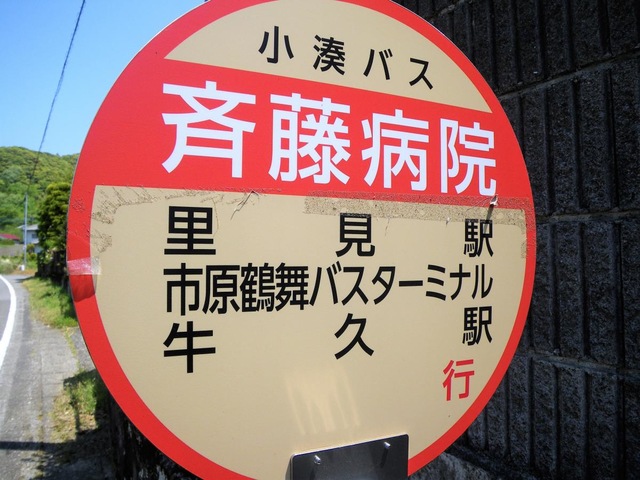 小湊バス
斉藤病院
里見駅
市原鶴舞バスターミナル
牛久駅
行